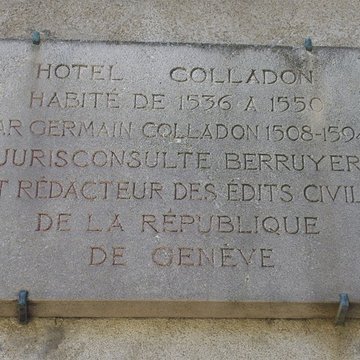 HOTEL COLLADON
HABITÉ DE 1536 A 1550
AR GERMAIN COLLADON 1508-1594
JURISCONSULTE BERRUYER
T RÉDACTEUR DES ÉDITS CIVIL
DE LA RÉPUBLIQUE
DE GENÈVE